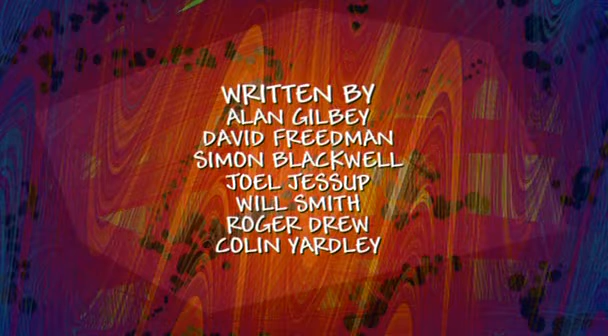 WRITTEN BY
ALAN GILBEY
DAVID FREEDMAN
SIMON BLACKWELL
JOEL JESSUP
WILL SMITH
ROGER DREW
COLIN YARDLEY